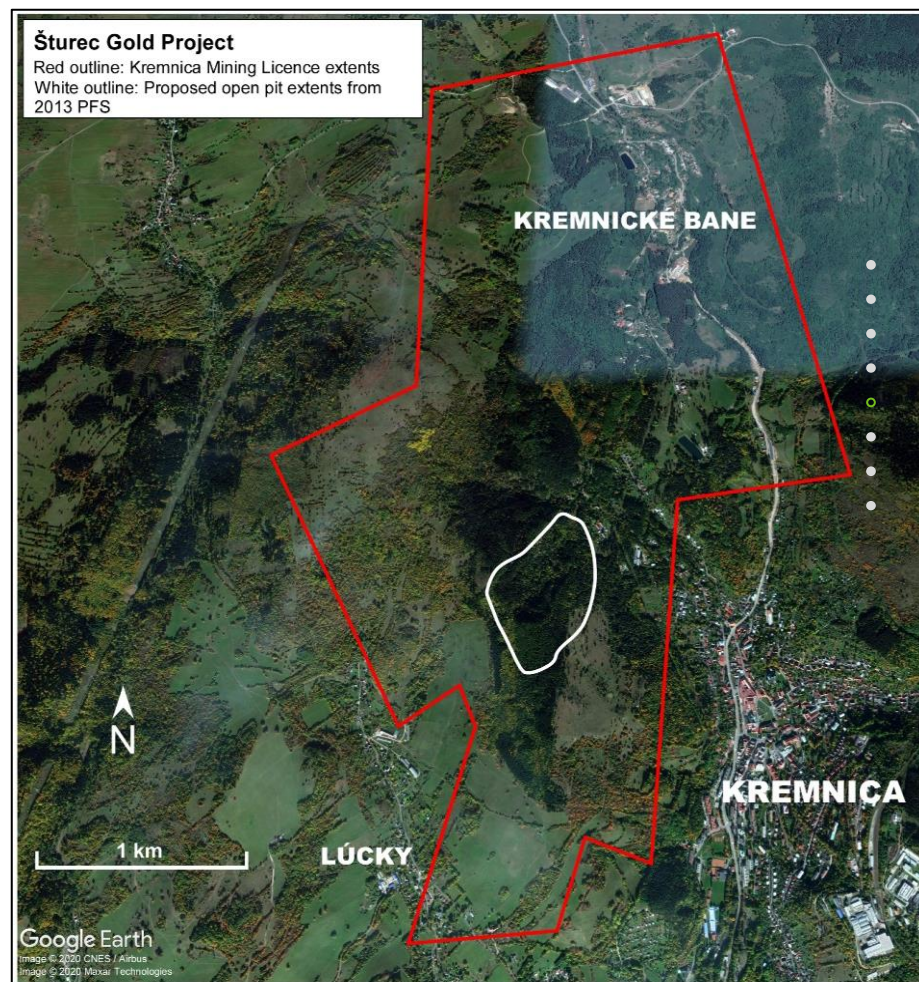 Šturec Gold Project
Red outline: Kremnica Mining Licence extents
White outline: Proposed open pit extents from
2013 PFS
KREMNICKÉ BANE
N
KREMNICA
1 km
LÚCKY
Google Earth
Image © 2020 CNES / Airbus
Image © 2020 Maxar Technologies